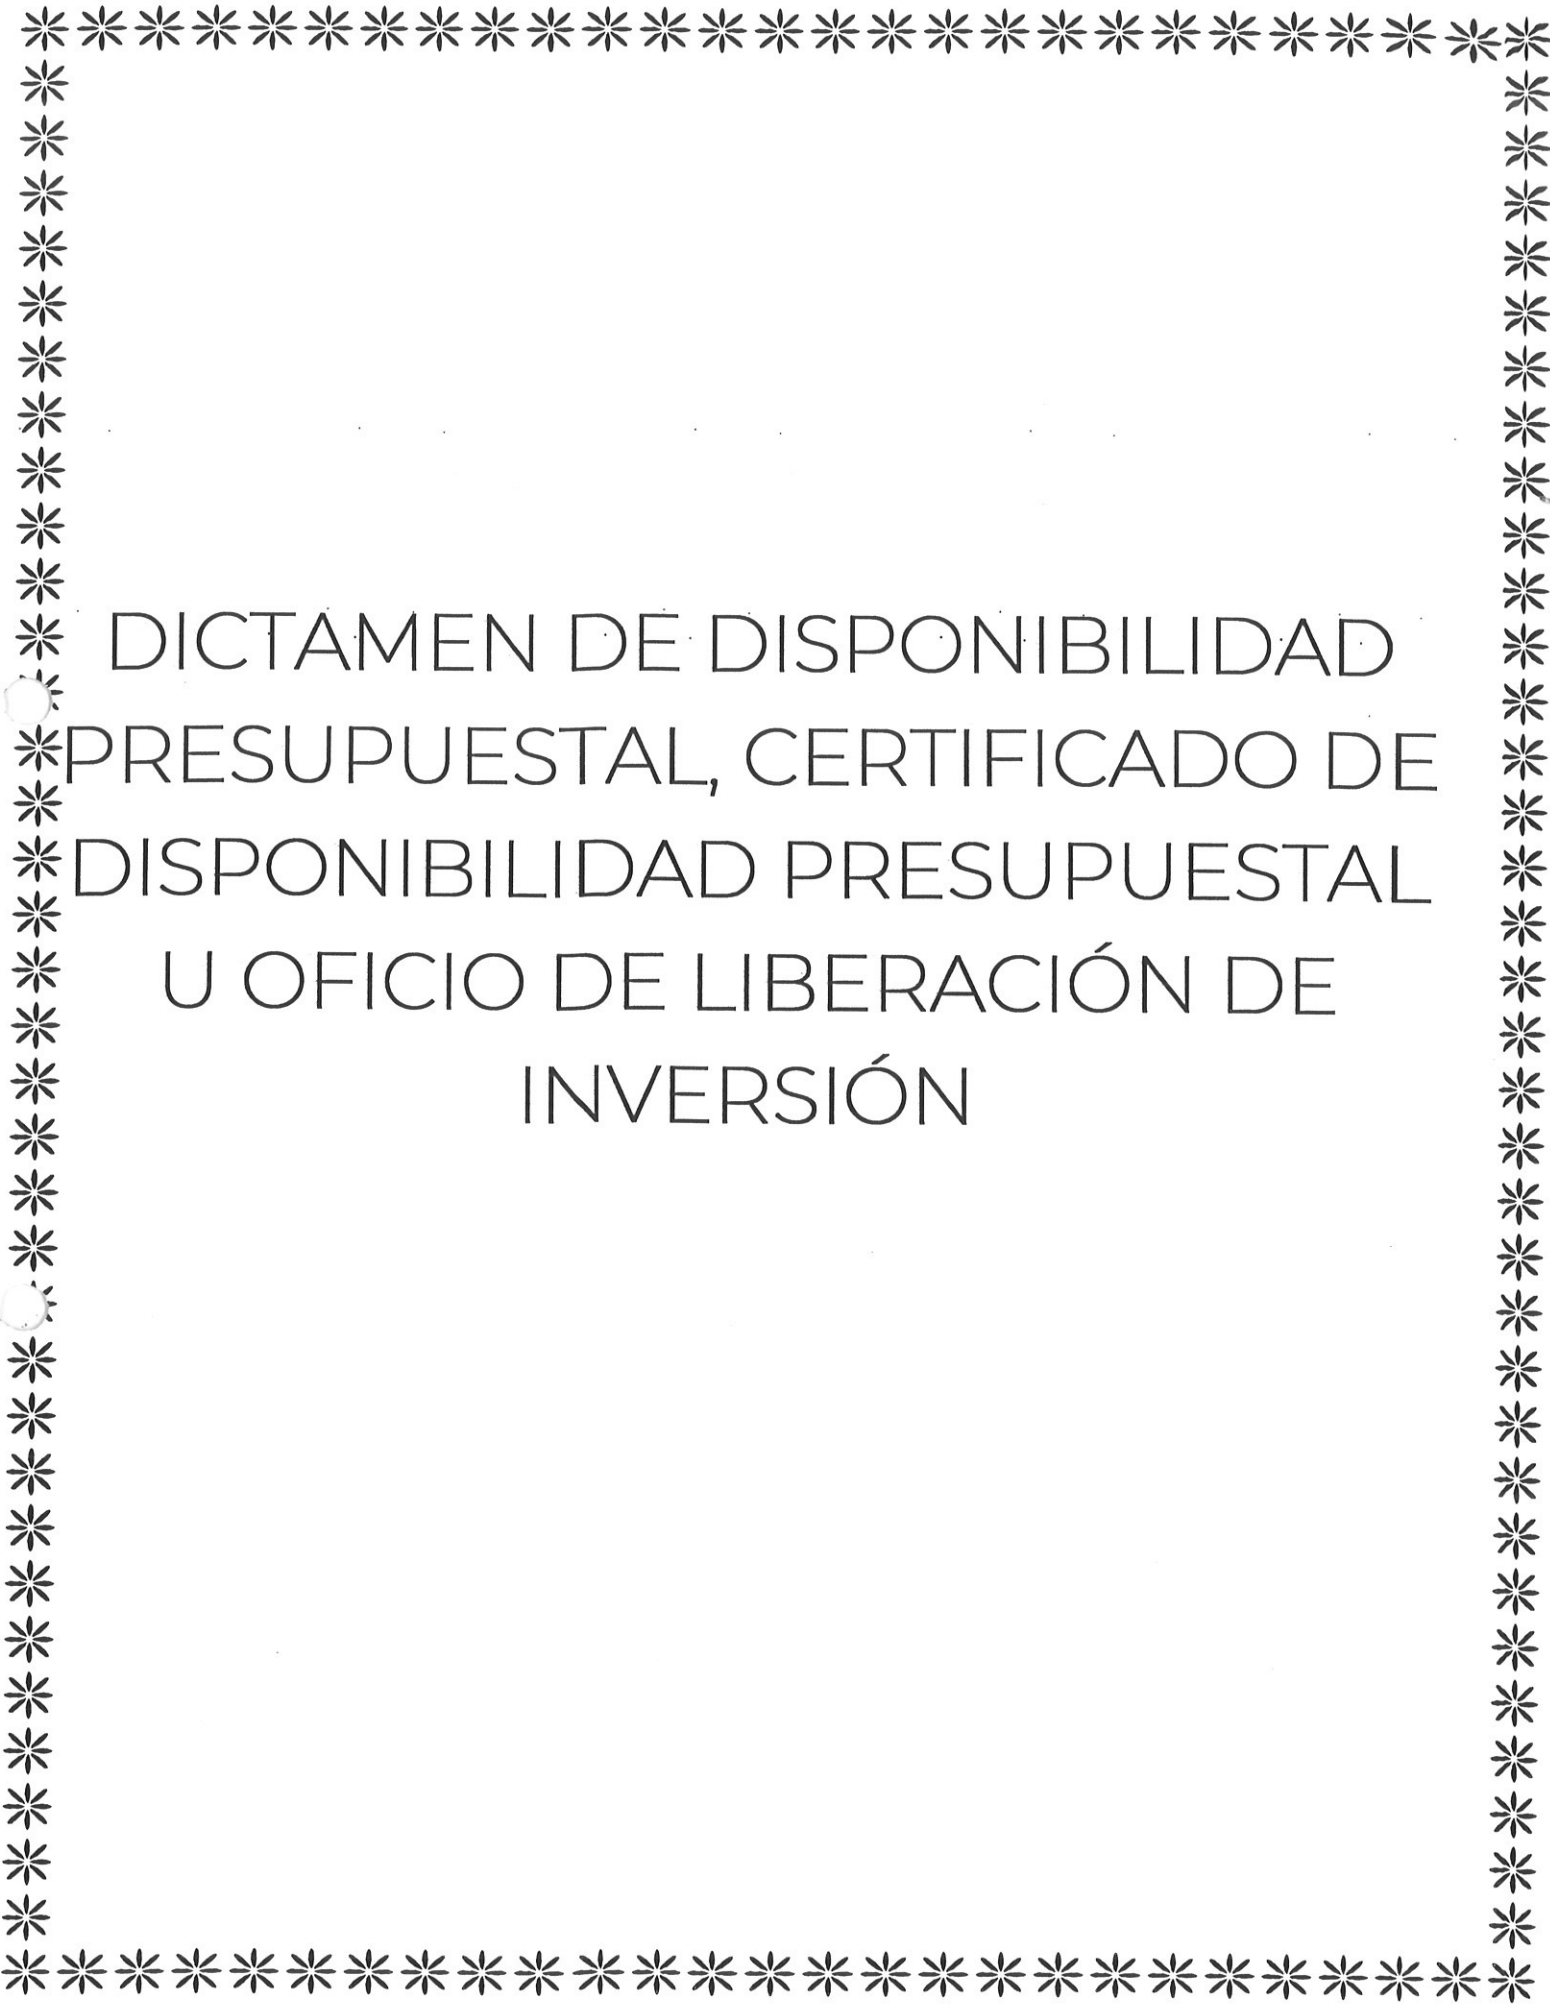 DICTAMEN DE DISPONIBILIDAD
PRESUPUESTAL, CERTIFICADO DE
DISPONIBILIDAD PRESUPUESTAL
U OFICIO DE LIBERACIÓN DE
INVERSIÓN